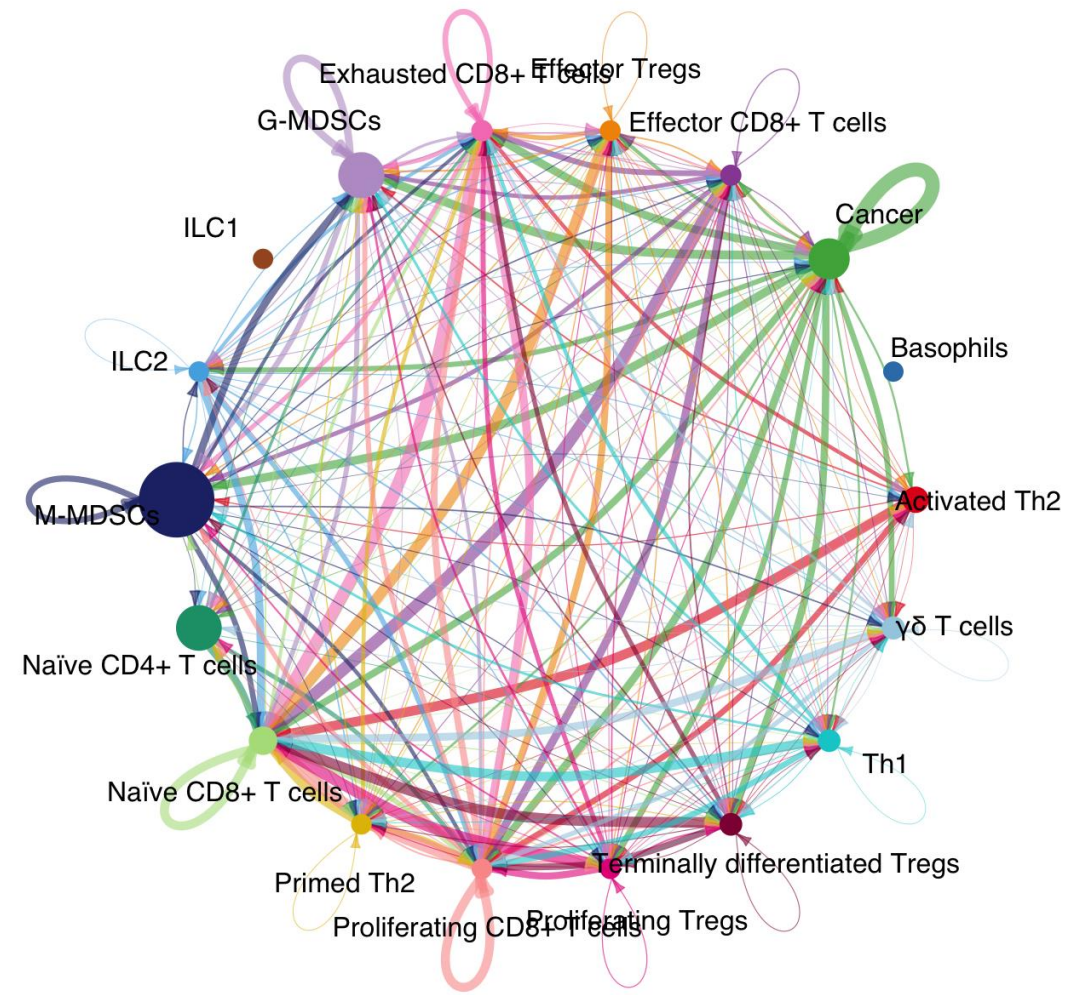 Exhausted CD8+ T cells
Effector Tregs
G-MDSCs
Effector CD8+ T cells
Cancer
ILC1
Basophils
ILC2
Activated Th2
M-MDSCs
γδ T cells
Naïve CD4+ T cells
Th1
Naïve CD8+ T cells
Terminally differentiated Tregs
Primed Th2
Proliferating CD8+ T cells
Proliferating Tregs